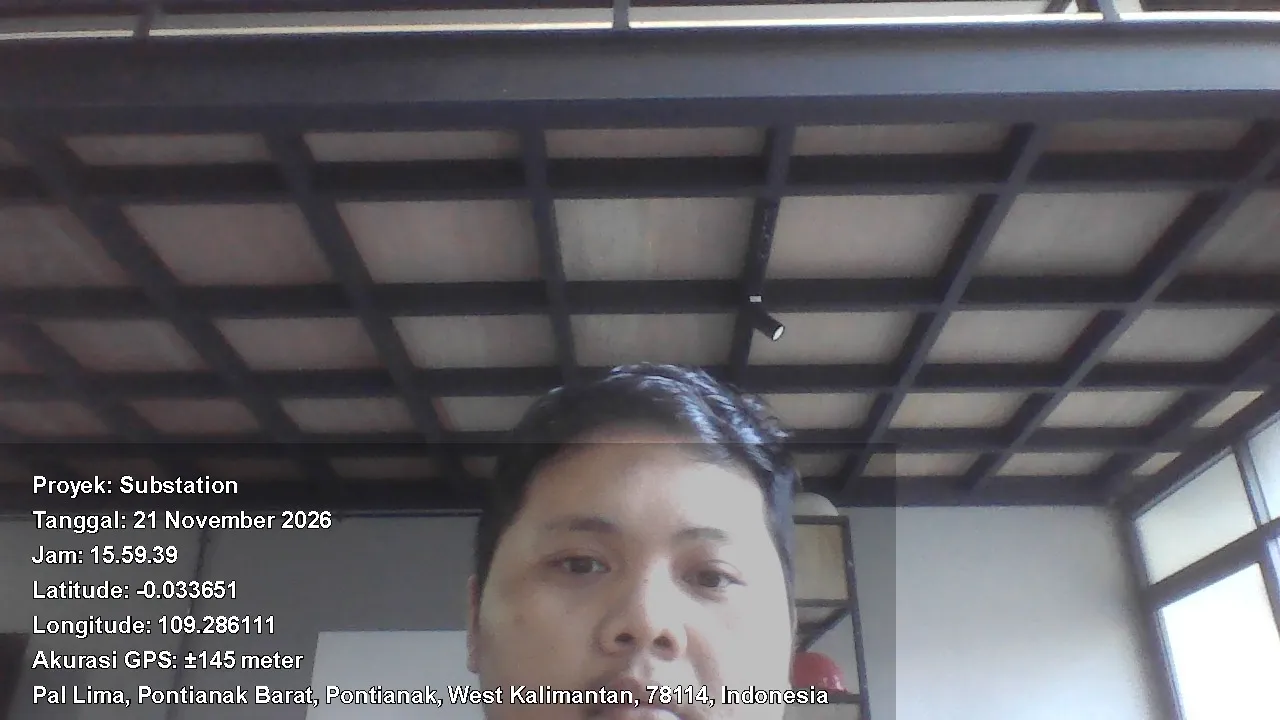 Proyek: Substation
Tanggal: 21 November 2026
Jam: 15.59.39
Latitude: -0.033651
Longitude: 109.286111
Akurasi GPS: ±145 meter
Pal Lima, Pontianak Barat, Pontianak, West Kalimantan, 78114, Indonesia